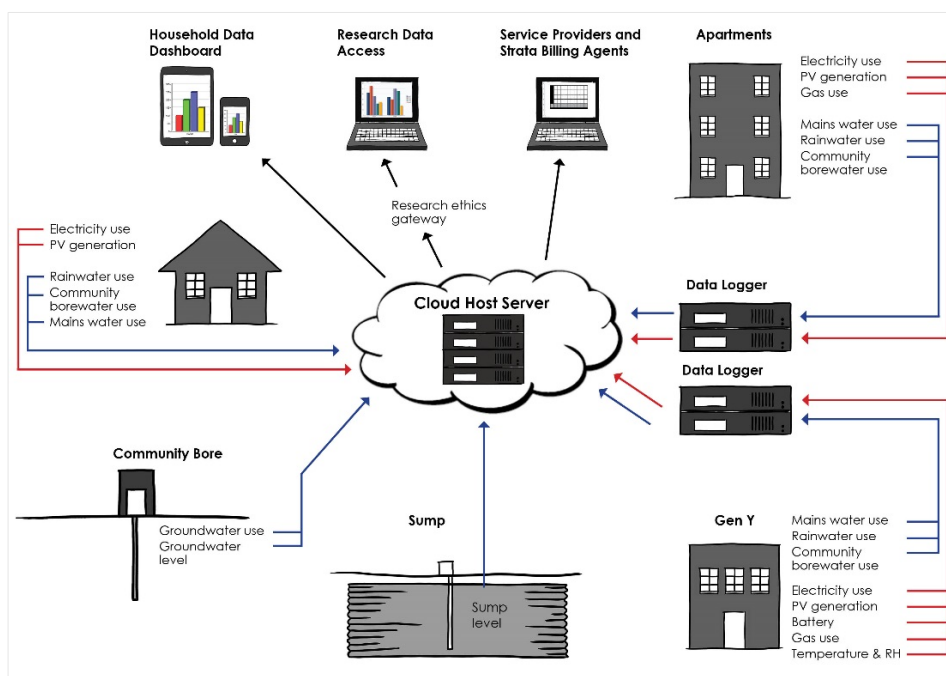 Household Data
Dashboard
Research Data
Access
Service Providers and
Strata Billing Agents
Apartments
Electricity use
PV generation
Gas use
Mains water use
Rainwater use
Community
borewater use
Research ethics
gateway
Electricity use
PV generation
Rainwater use
Community
borewater use
Mains water use
Cloud Host Server
Data Logger
Data Logger
Community Bore
Groundwater use
Groundwater
level
Sump
Sump
level
Gen Y
Mains water use
Rainwater use
Community
borewater use
Electricity use
PV generation
Battery
Gas use
Temperature & RH